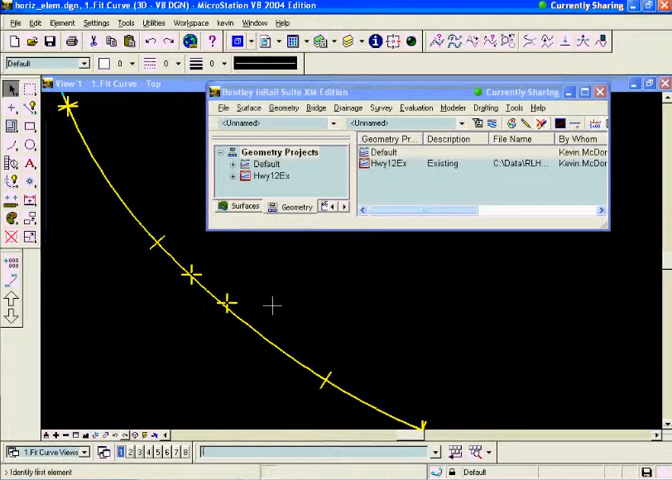 horiz_elem.dgn, 1.Fit Curve, (3D - V8 DGN) - MicroStation V8 2004 Edition
Currently Sharing
File Edit Element Settings Tools Utilities Workspace kevin Window Help
Default 0 0 0
View 1 1.Fit Curve - Top
Bentley InRail Suite XM Edition
Currently Sharing
File Surface Geometry Bridge Drainage Survey Evaluation Modeler Drafting Tools Help
<Unnamed> <Unnamed>
Geometry Projects
Default
Hwy12Ex
Surfaces Geometry
Geometry Pr... Description File Name By Whom
Default Kevin.McDon
Hwy12Ex Existing C:\Data\RLH... Kevin.McDor
1.Fit Curve Views 1 2 3 4 5 6 7 8
> Identify first element
Default